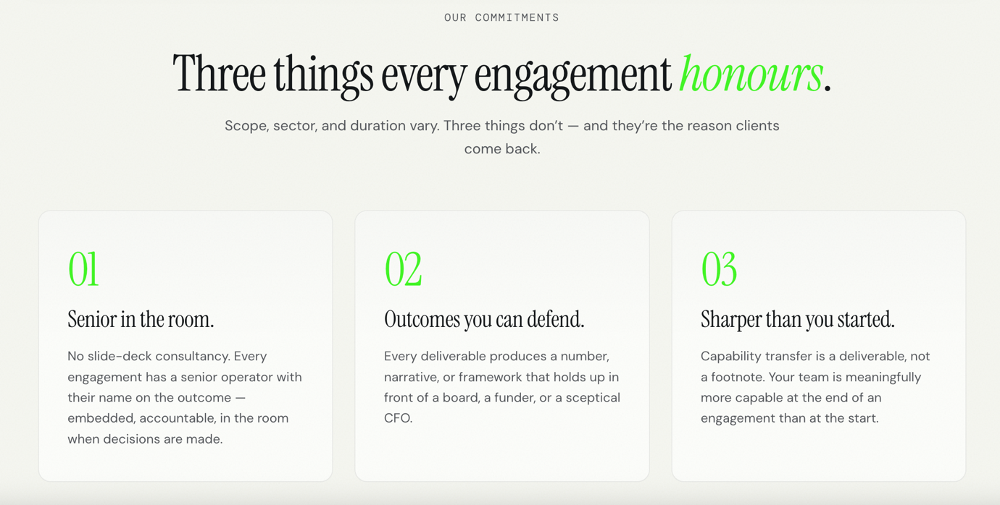 OUR COMMITMENTS
Three things every engagement honours.
Scope, sector, and duration vary. Three things don’t — and they’re the reason clients
come back.
01
Senior in the room.
No slide-deck consultancy. Every
engagement has a senior operator with
their name on the outcome —
embedded, accountable, in the room
when decisions are made.
02
Outcomes you can defend.
Every deliverable produces a number,
narrative, or framework that holds up in
front of a board, a funder, or a sceptical
CFO.
03
Sharper than you started.
Capability transfer is a deliverable, not
a footnote. Your team is meaningfully
more capable at the end of an
engagement than at the start.